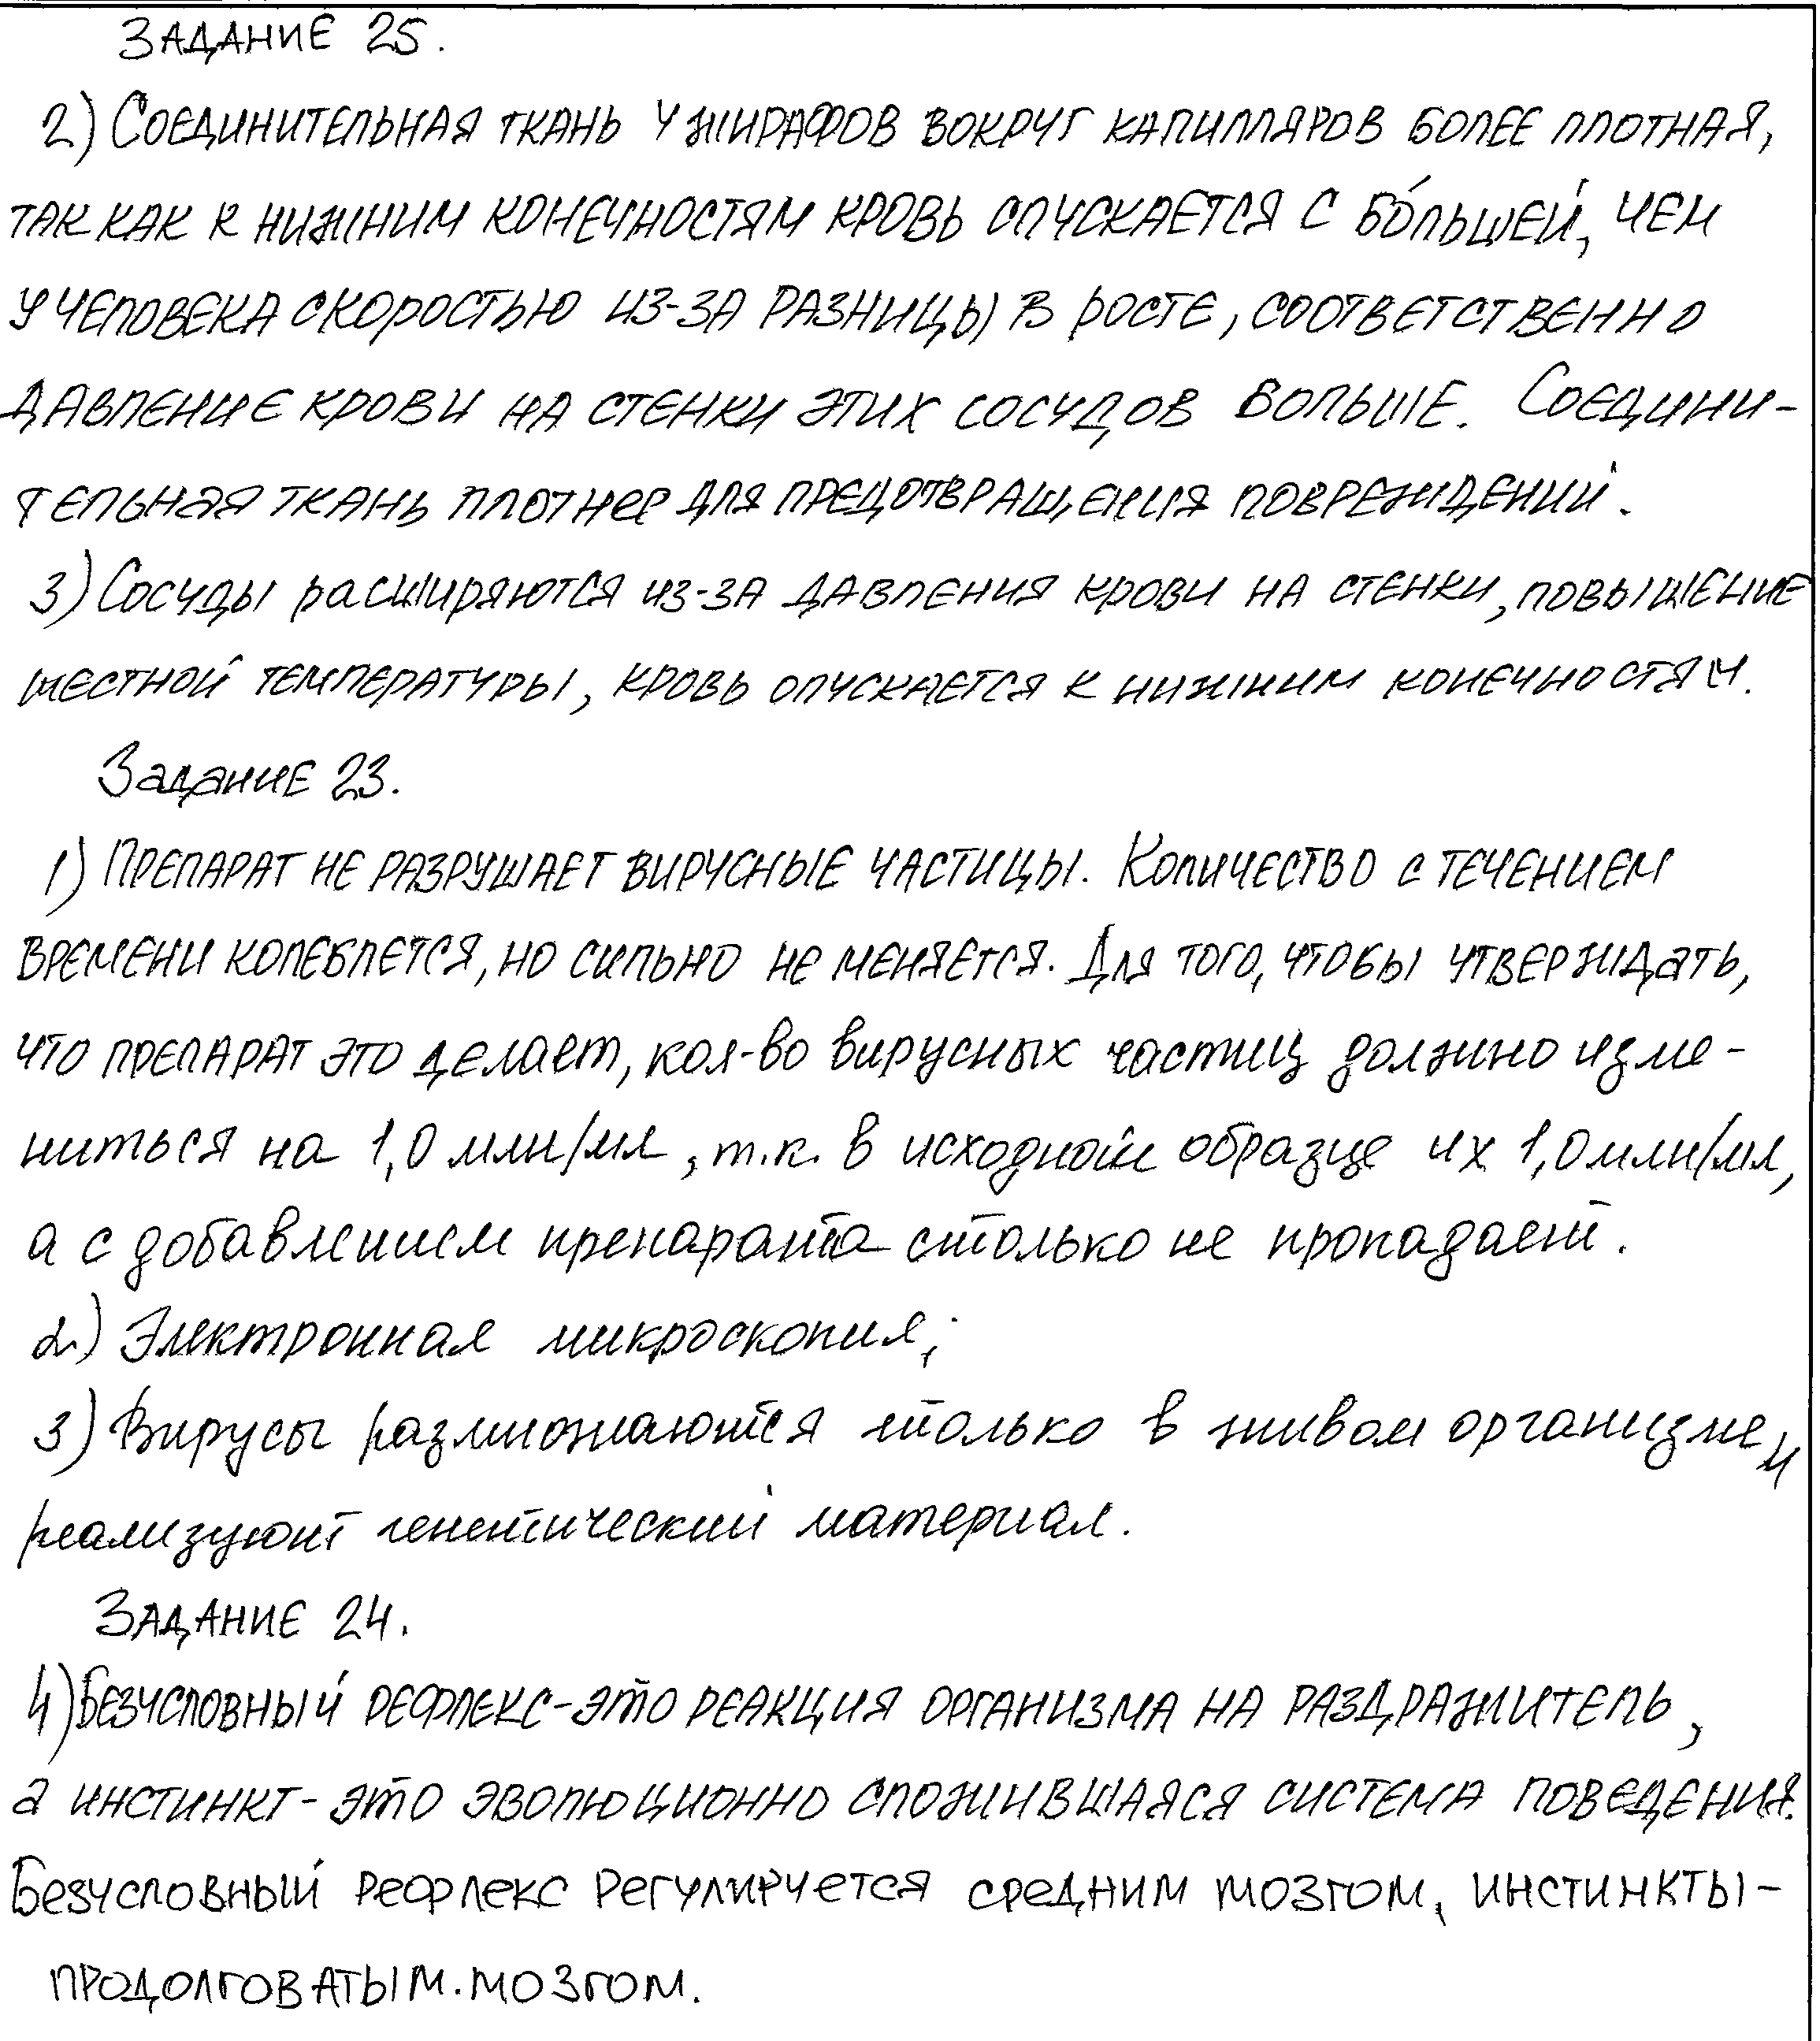 ЗАДАНИЕ 25.
2) Соединительная ткань у жирафов вокруг капилляров более плотная,
так как к нижним конечностям кровь опускается с бо́льшей, чем
у человека скоростью из-за разницы в росте, соответственно
давление крови на стенки этих сосудов больше. Соедини-
тельная ткань плотнее для предотвращения повреждений.
3) Сосуды расширяются из-за давления крови на стенки, повышение
местной температуры, кровь опускается к нижним конечностям.
Задание 23.
1) Препарат не разрушает вирусные частицы. Количество с течением
времени колеблется, но сильно не меняется. Для того, чтобы утверждать,
что препарат это делает, кол-во вирусных частиц должно изме-
ниться на 1,0 млн/мл, т.к. в исходном образце их 1,0 млн/мл,
а с добавлением препарата столько не пропадает.
2) Электронная микроскопия;
3) Вирусы размножаются только в живом организме и
реализуют генетический материал.
ЗАДАНИЕ 24.
4) Безусловный рефлекс - это реакция организма на раздражитель,
а инстинкт - это эволюционно сложившаяся система поведения.
Безусловный рефлекс регулируется средним мозгом, инстинкты -
продолговатым. мозгом.